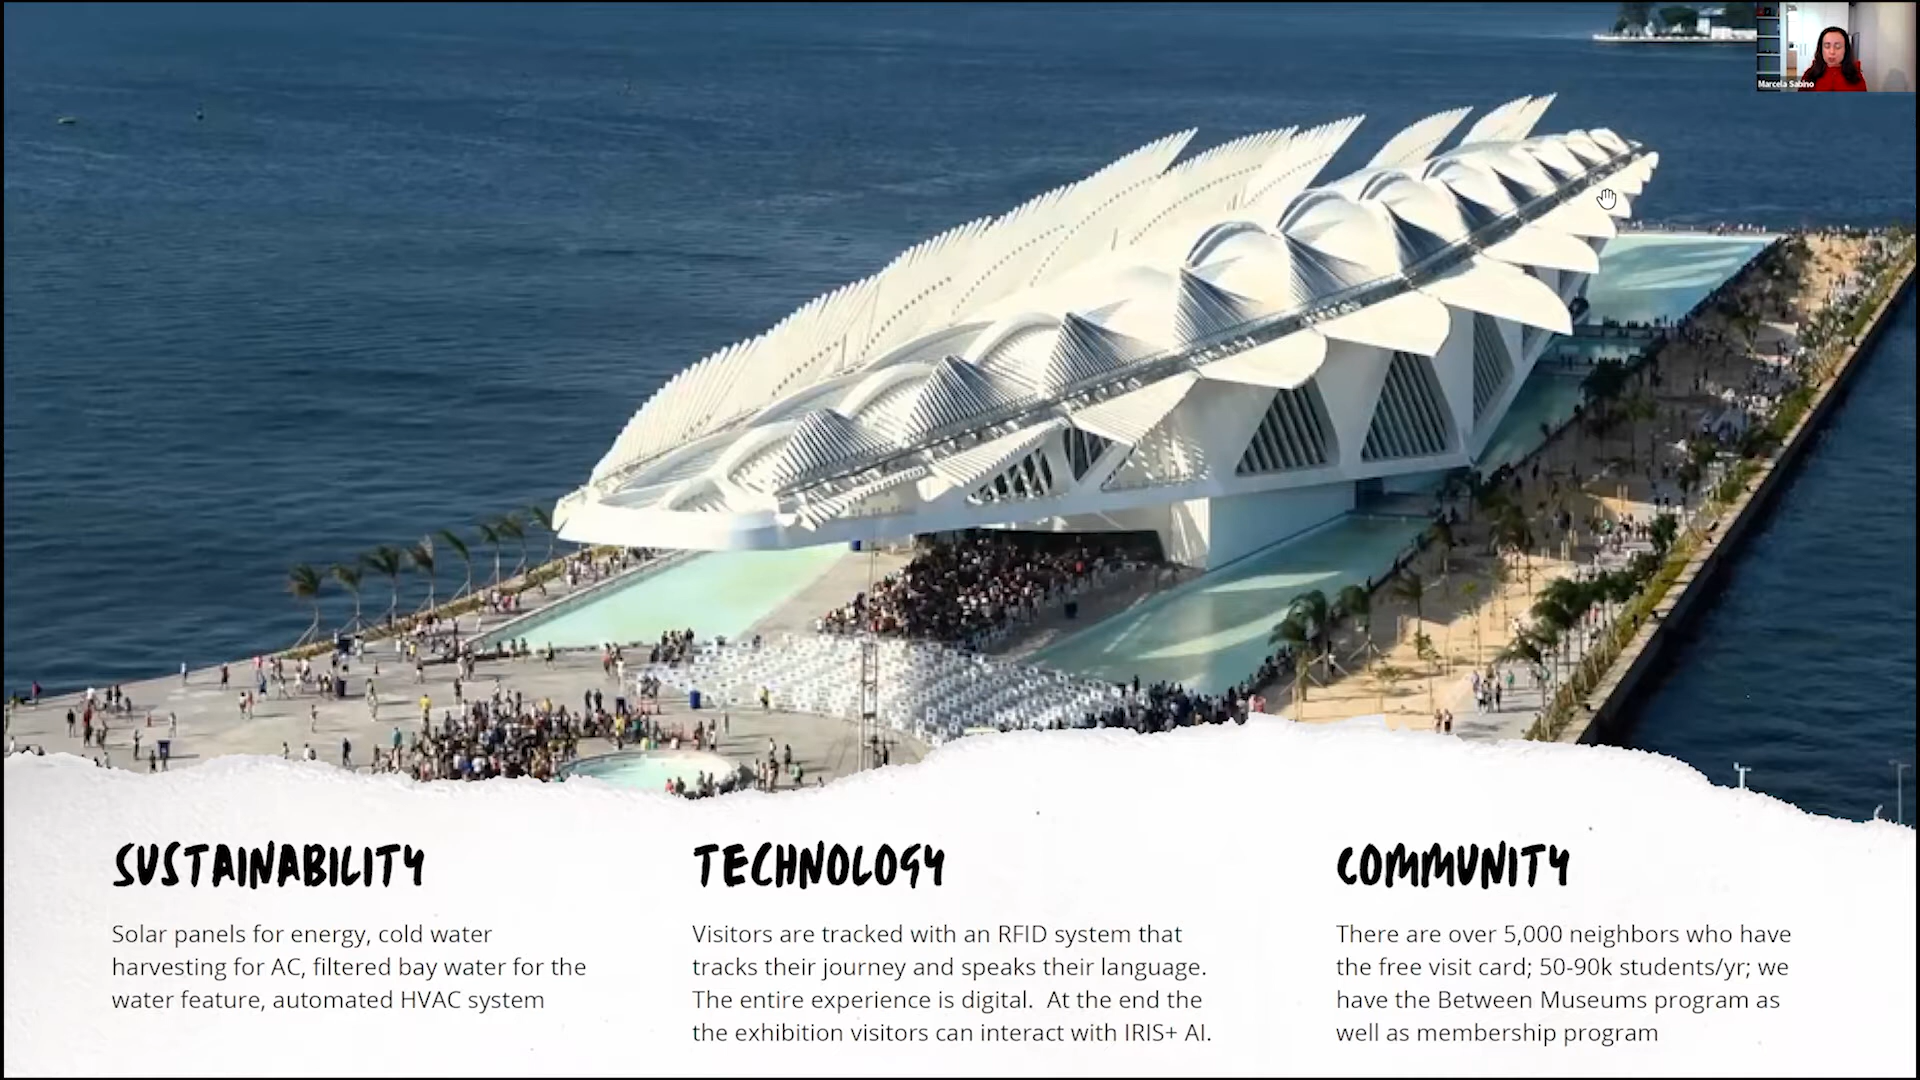 Marcela Sabino
SUSTAINABILITY
Solar panels for energy, cold water
harvesting for AC, filtered bay water for the
water feature, automated HVAC system
TECHNOLOGY
Visitors are tracked with an RFID system that
tracks their journey and speaks their language.
The entire experience is digital.  At the end the
the exhibition visitors can interact with IRIS+ AI.
COMMUNITY
There are over 5,000 neighbors who have
the free visit card; 50-90k students/yr; we
have the Between Museums program as
well as membership program